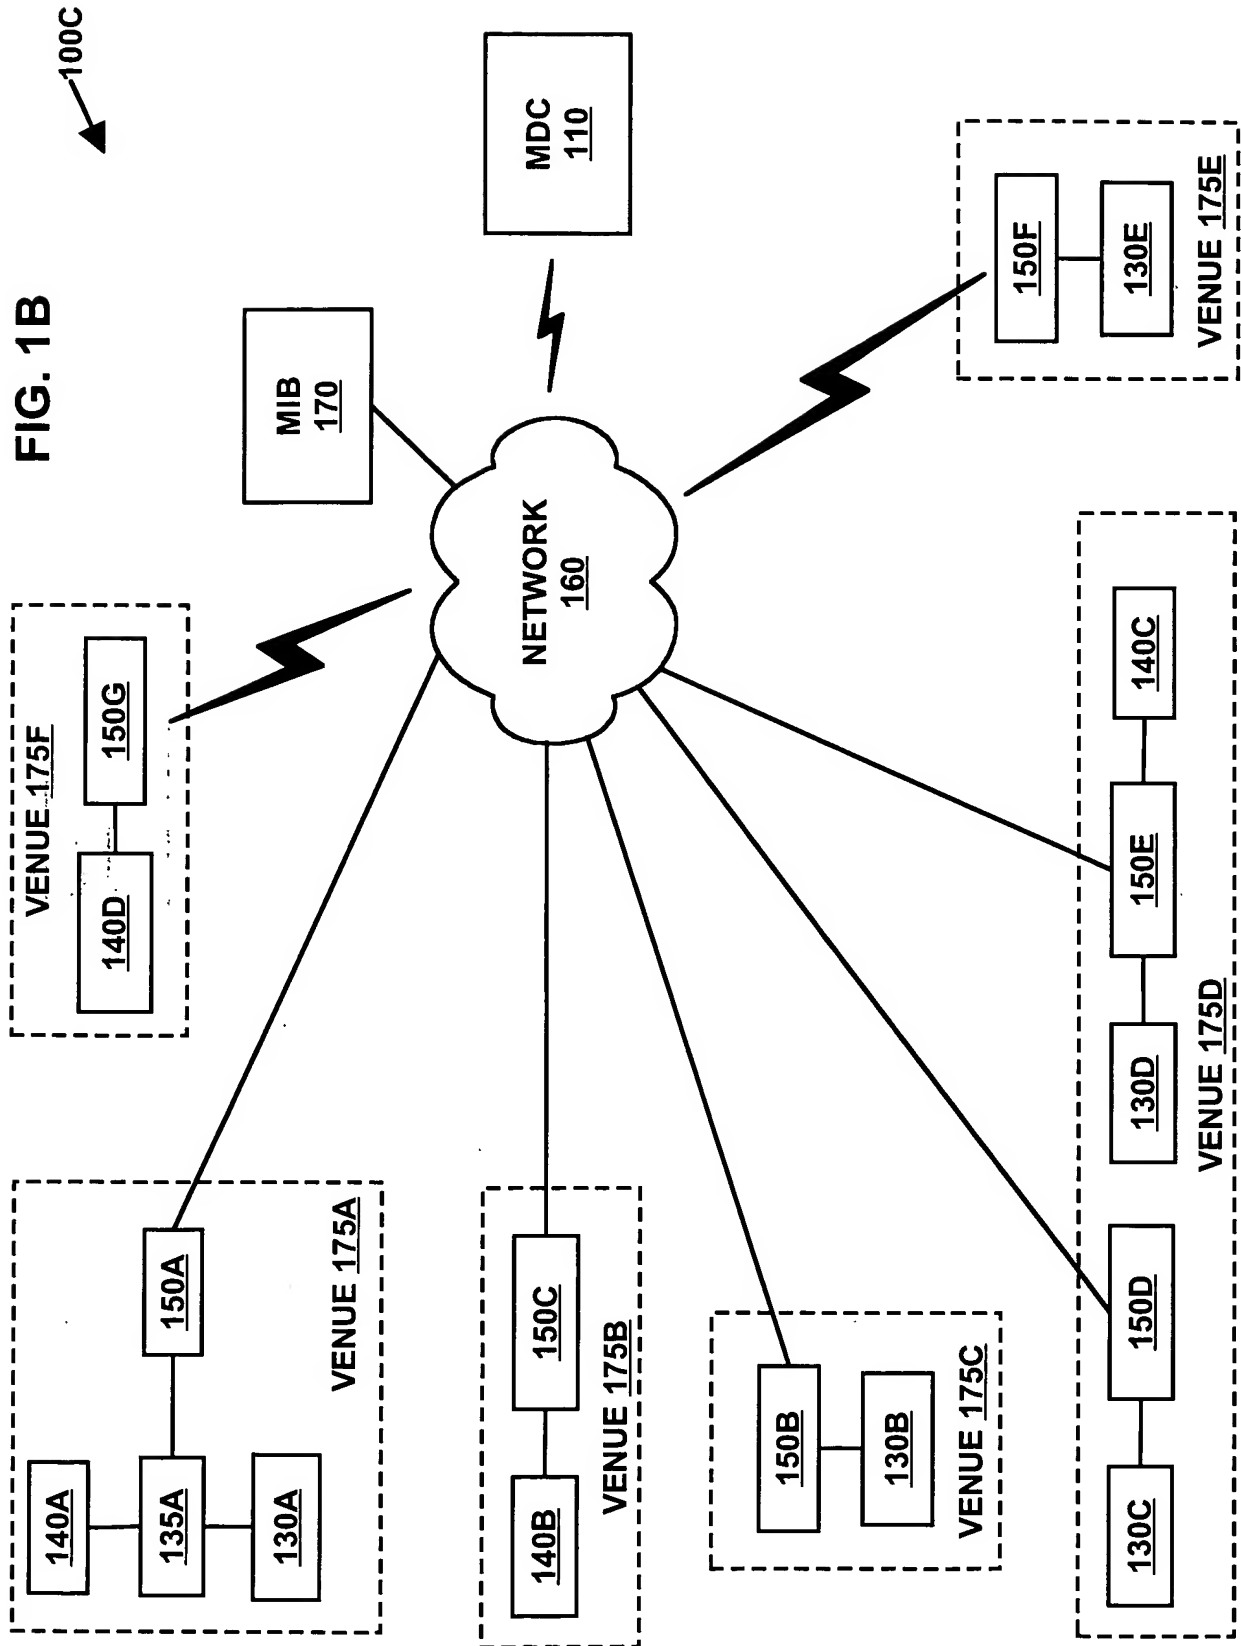 FIG. 1B
100C
MIB
170
MDC
110
NETWORK
160
VENUE 175F
140D
150G
140A
135A
130A
150A
VENUE 175A
140B
150C
VENUE 175B
150B
130B
VENUE 175C
130C
150D
130D
150E
140C
VENUE 175D
150F
130E
VENUE 175E